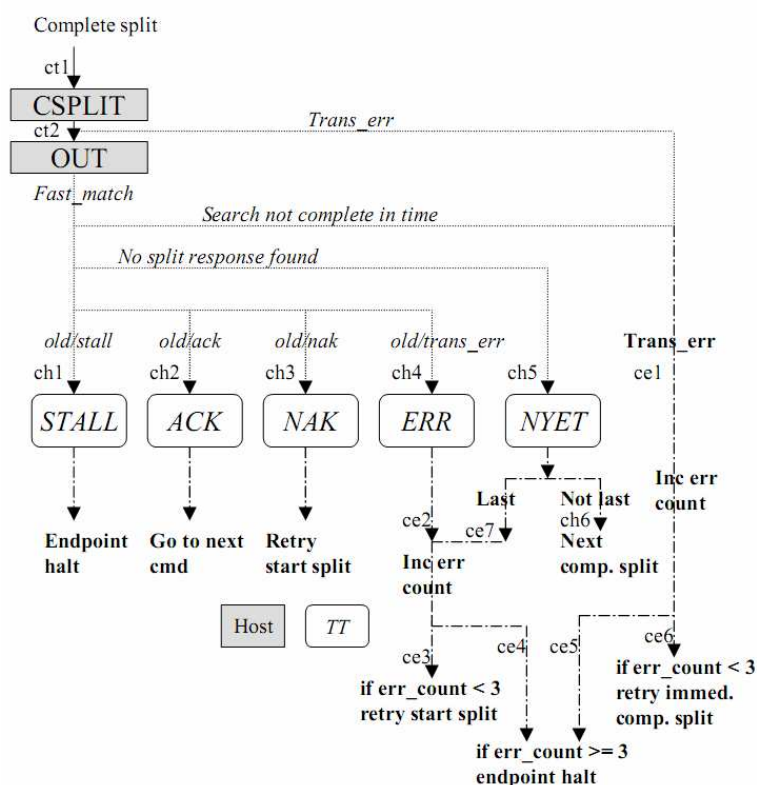 Complete split
ct1
CSPLIT
ct2
Trans_err
OUT
Fast_match
Search not complete in time
No split response found
old/stall
old/ack
old/nak
old/trans_err
Trans_err
ch1
ch2
ch3
ch4
ch5
ce1
STALL
ACK
NAK
ERR
NYET
Inc err
count
Last
Not last
ce2
ce7
ch6
Endpoint
halt
Go to next
cmd
Retry
start split
Next
comp. split
Inc err
count
Host
TT
ce3
ce4
ce5
ce6
if err_count < 3
retry start split
if err_count < 3
retry immed.
comp. split
if err_count >= 3
endpoint halt